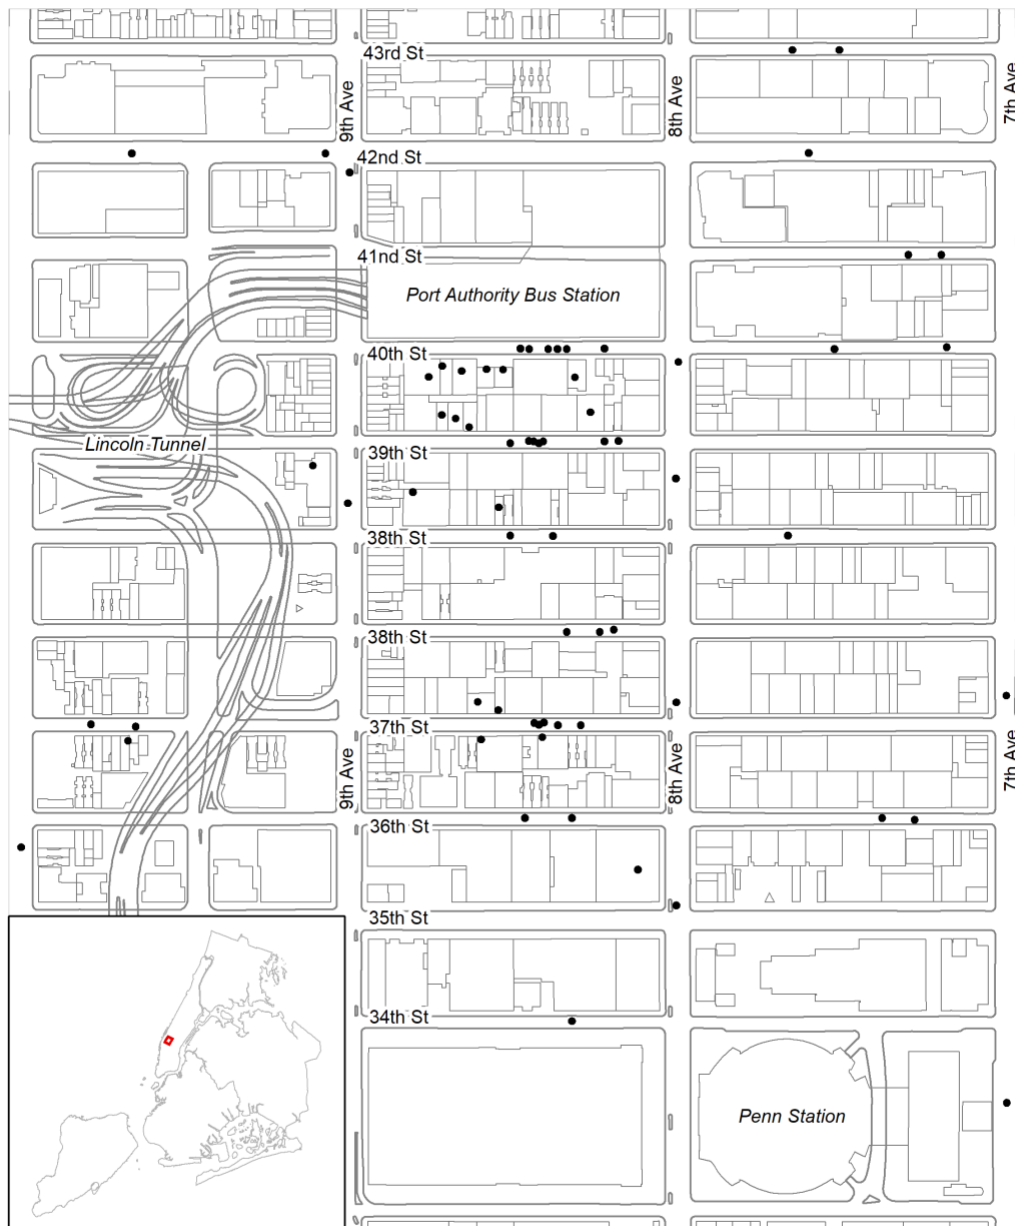 43rd St
9th Ave
8th Ave
7th Ave
42nd St
41nd St
Port Authority Bus Station
40th St
Lincoln Tunnel
39th St
38th St
38th St
37th St
9th Ave
8th Ave
7th Ave
36th St
35th St
34th St
Penn Station